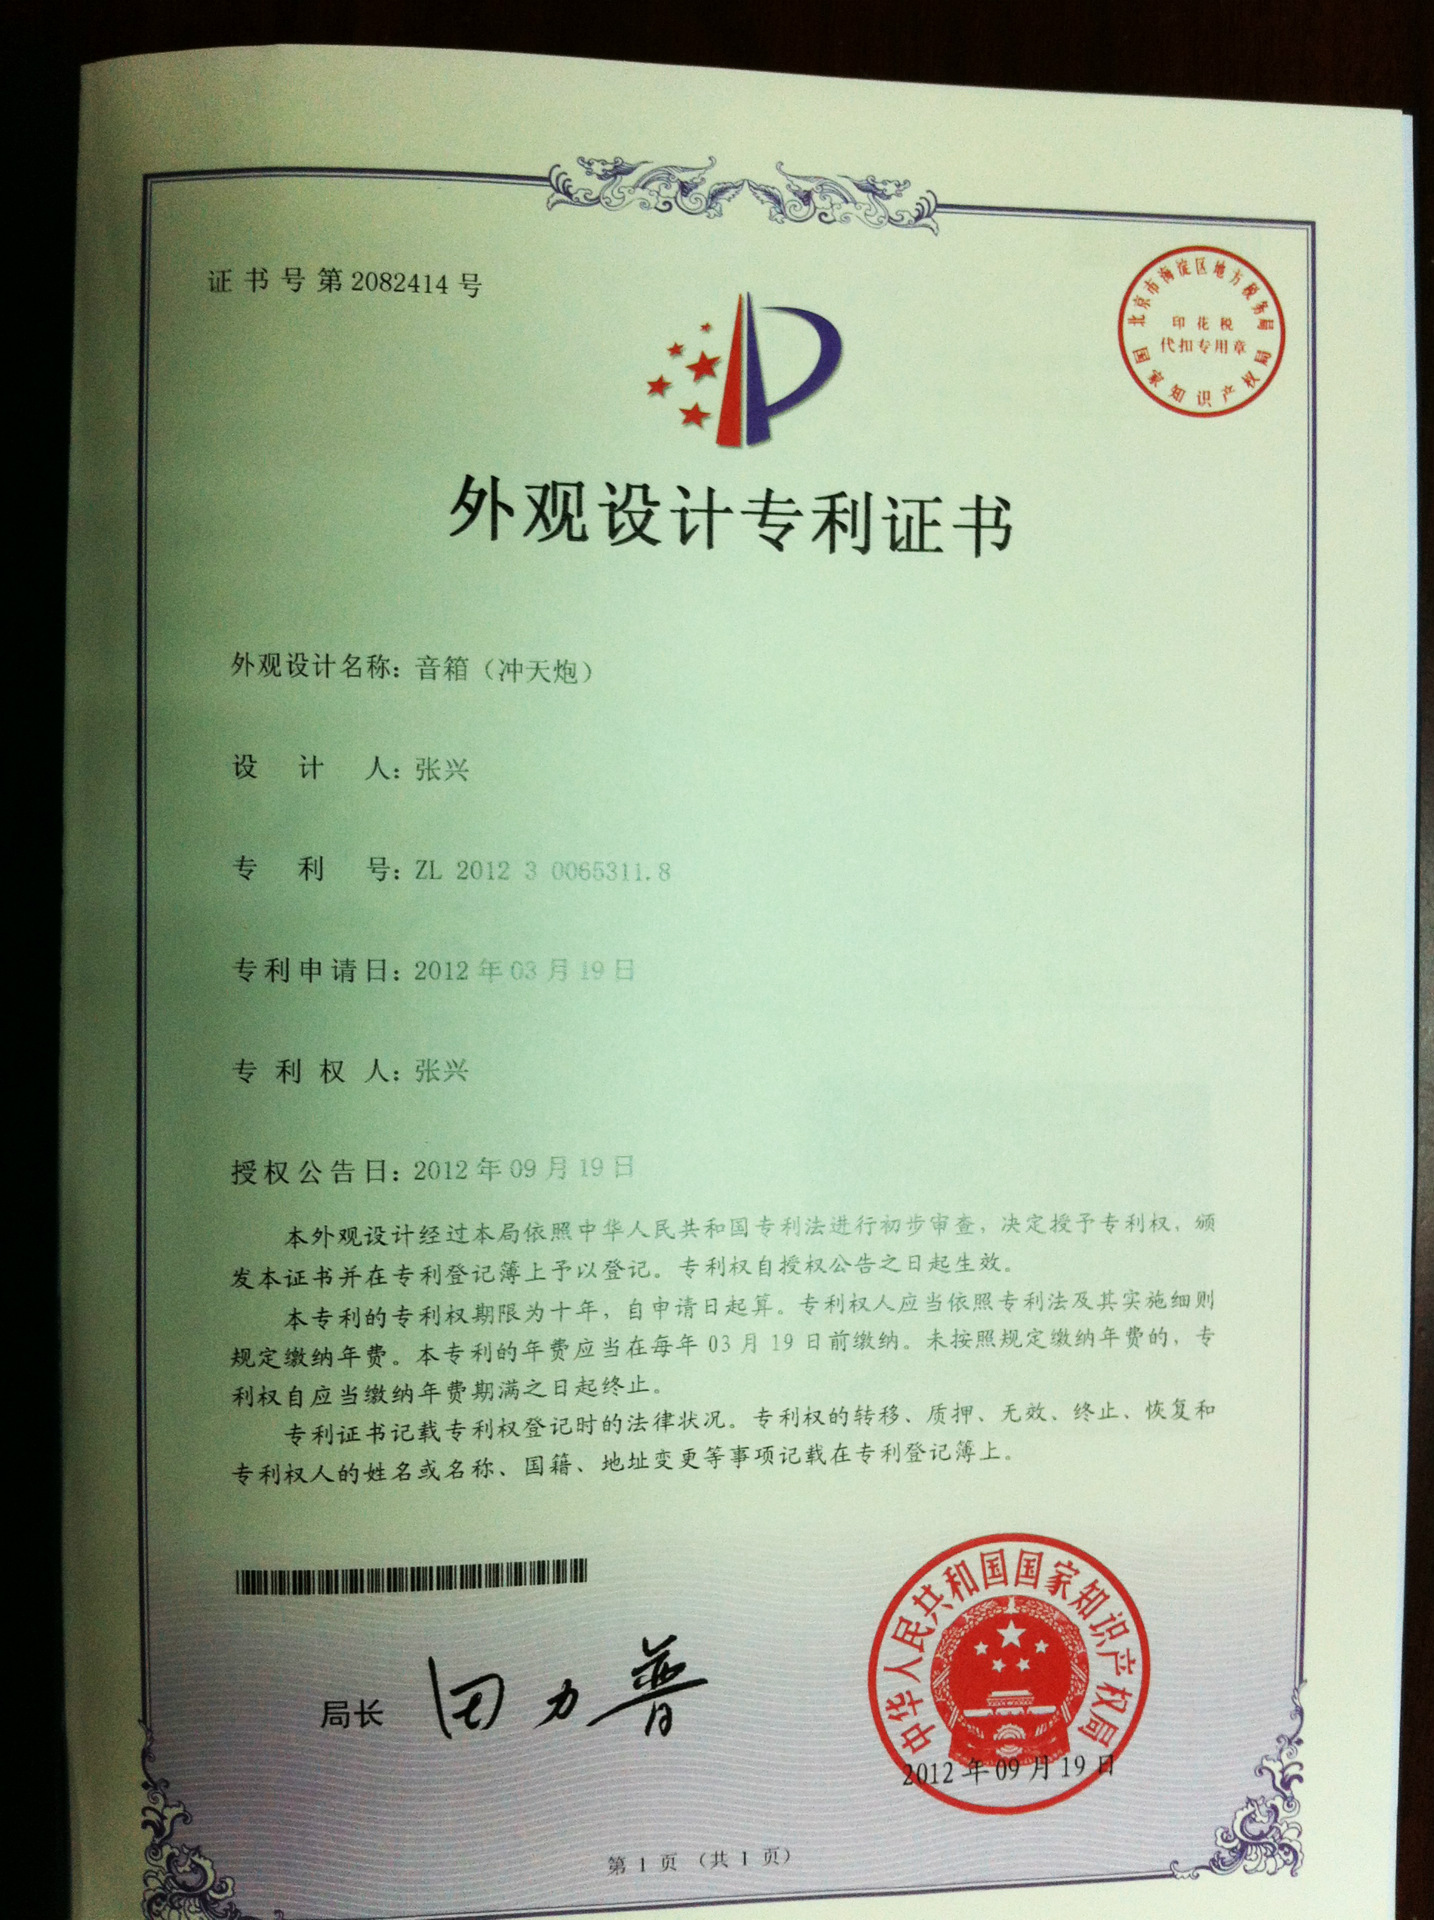 证书号第2082414号
北京市海淀区地方税务局
印花税
代扣专用章
国家知识产权局
外观设计专利证书
外观设计名称：音箱（冲天炮）
设计人：张兴
专利号：ZL 2012 3 0065311.8
专利申请日：2012年03月19日
专利权人：张兴
授权公告日：2012年09月19日
本外观设计经过本局依照中华人民共和国专利法进行初步审查，决定授予专利权，颁
发本证书并在专利登记簿上予以登记。专利权自授权公告之日起生效。
本专利的专利权期限为十年，自申请日起算。专利权人应当依照专利法及其实施细则
规定缴纳年费。本专利的年费应当在每年03月19日前缴纳。未按照规定缴纳年费的，专
利权自应当缴纳年费期满之日起终止。
专利证书记载专利权登记时的法律状况。专利权的转移、质押、无效、终止、恢复和
专利权人的姓名或名称、国籍、地址变更等事项记载在专利登记簿上。
局长 田力普
中华人民共和国国家知识产权局
2012年09月19日
第1页（共1页）